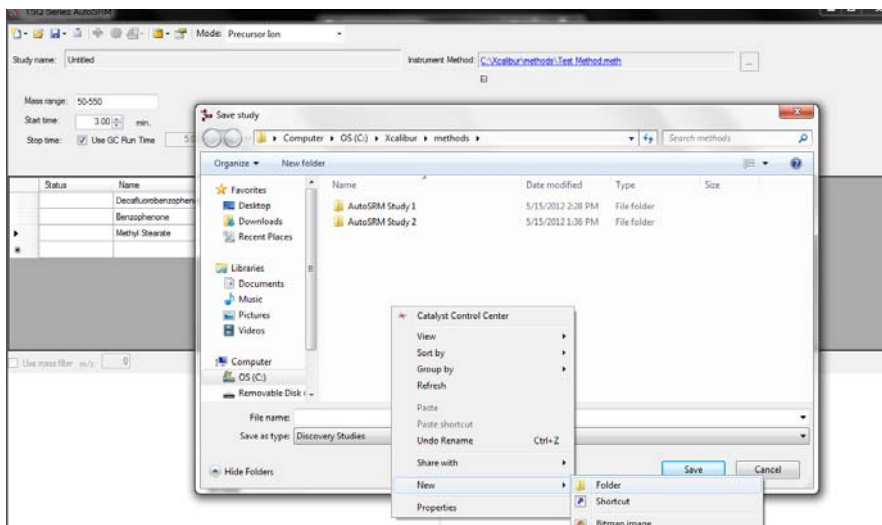 TSQ Series AutoSRM
Mode: Precursor Ion
Study name: Untitled
Instrument Method: C:\Xcalibur\methods\Test Method.meth
...
EI
Mass range: 50-550
Start time: 3.00 min.
Stop time: Use GC Run Time
Save study
Computer OS (C:) Xcalibur methods
Search methods
Organize New folder
Status Name
Decafluorobenzophen
Benzophenone
Methyl Stearate
Favorites
Desktop
Downloads
Recent Places
Libraries
Documents
Music
Pictures
Videos
Computer
OS (C:)
Removable Disk
Name Date modified Type Size
AutoSRM Study 1 5/15/2012 2:28 PM File folder
AutoSRM Study 2 5/15/2012 1:36 PM File folder
Use mass filter m/z 0
Catalyst Control Center
View
Sort by
Group by
Refresh
Paste
Paste shortcut
Undo Rename Ctrl+Z
Share with
New
Properties
Folder
Shortcut
Bitmap image
File name:
Save as type: Discovery Studies
Hide Folders
Save Cancel